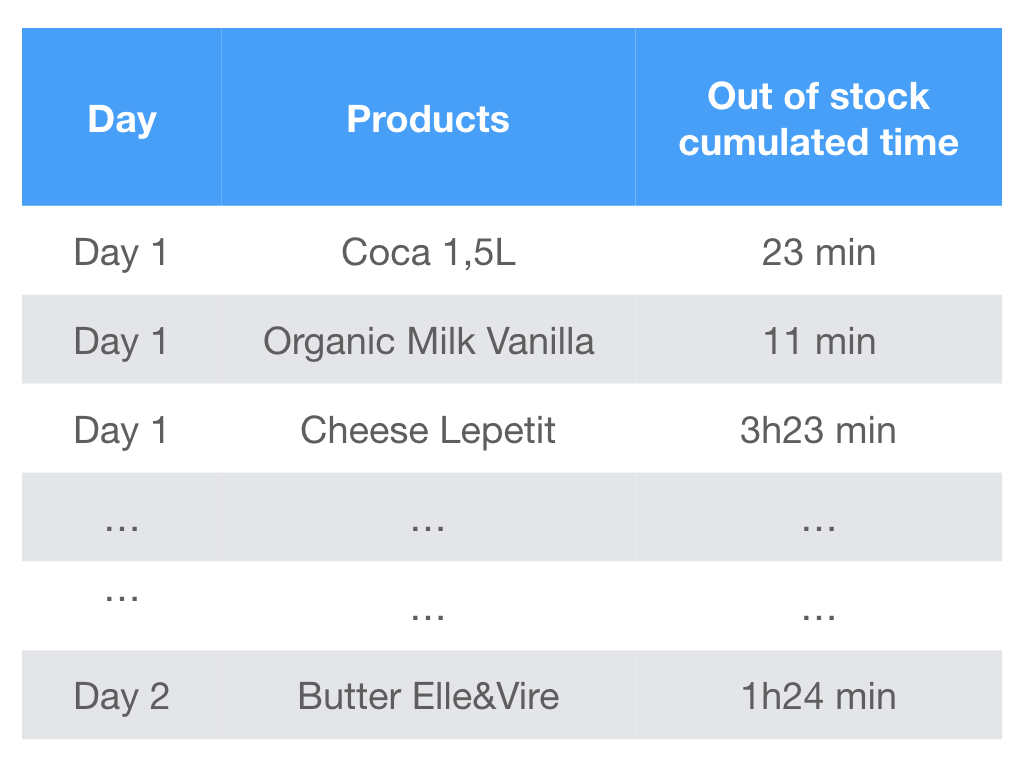 Day Products Out of stock
cumulated time
Day 1 Coca 1,5L 23 min
Day 1 Organic Milk Vanilla 11 min
Day 1 Cheese Lepetit 3h23 min
... ... ...
... ... ...
Day 2 Butter Elle&Vire 1h24 min